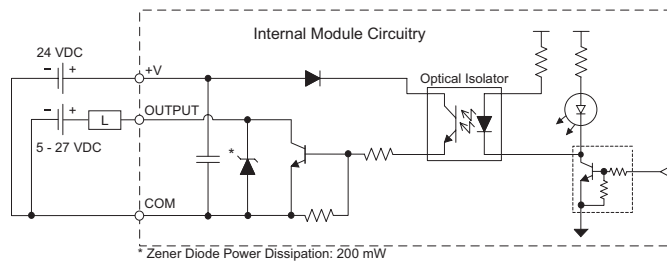 Internal Module Circuitry
24 VDC
− +
+V
Optical Isolator
− +
L
OUTPUT
5 - 27 VDC
*
COM
* Zener Diode Power Dissipation: 200 mW